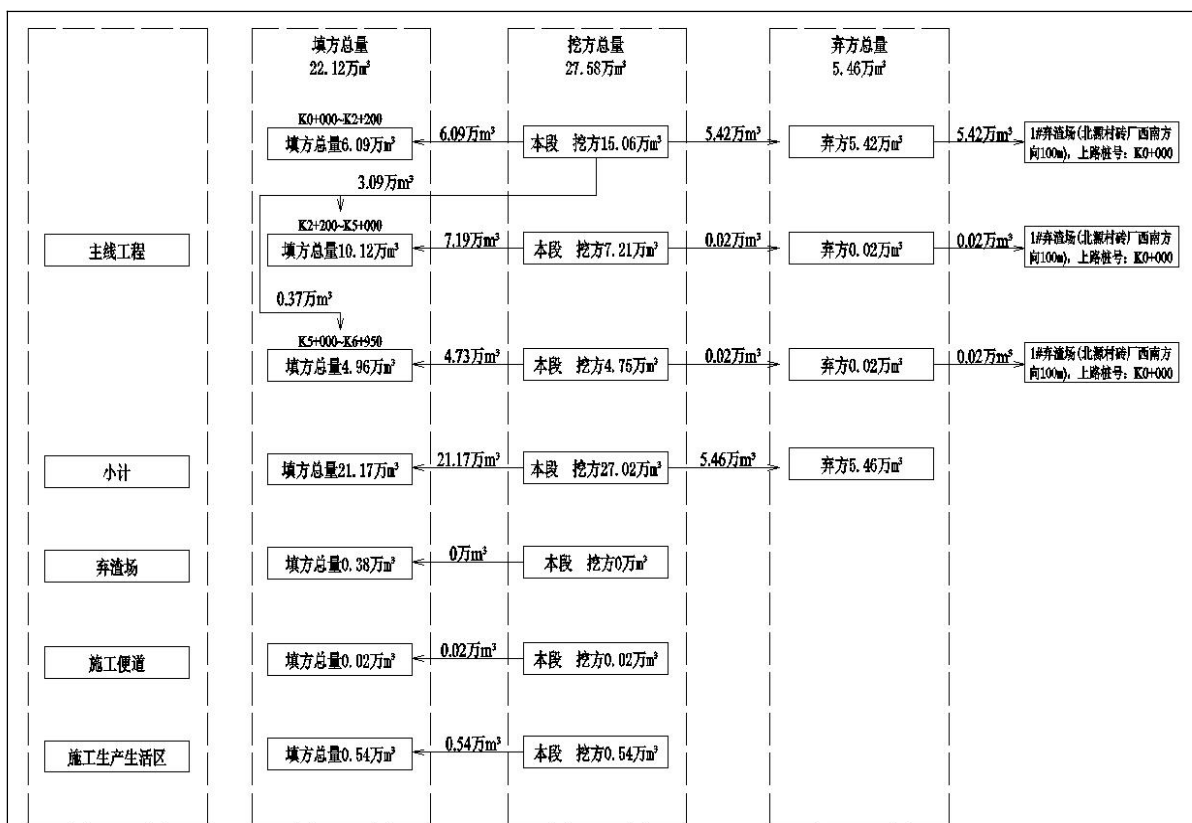 填方总量
22.12万m³
挖方总量
27.58万m³
弃方总量
5.46万m³
K0+000~K2+200
填方总量6.09万m³
6.09万m³
本段 挖方15.06万m³
5.42万m³
弃方5.42万m³
5.42万m³
1#弃渣场(北源村砖厂西南方
向100m), 上路桩号: K0+000
3.09万m³
主线工程
K2+200~K5+000
填方总量10.12万m³
7.19万m³
本段 挖方7.21万m³
0.02万m³
弃方0.02万m³
0.02万m³
1#弃渣场(北源村砖厂西南方
向100m), 上路桩号: K0+000
0.37万m³
K5+000~K6+950
填方总量4.96万m³
4.73万m³
本段 挖方4.75万m³
0.02万m³
弃方0.02万m³
0.02万m³
1#弃渣场(北源村砖厂西南方
向100m), 上路桩号: K0+000
小计
填方总量21.17万m³
21.17万m³
本段 挖方27.02万m³
5.46万m³
弃方5.46万m³
弃渣场
填方总量0.38万m³
0万m³
本段 挖方0万m³
施工便道
填方总量0.02万m³
0.02万m³
本段 挖方0.02万m³
施工生产生活区
填方总量0.54万m³
0.54万m³
本段 挖方0.54万m³